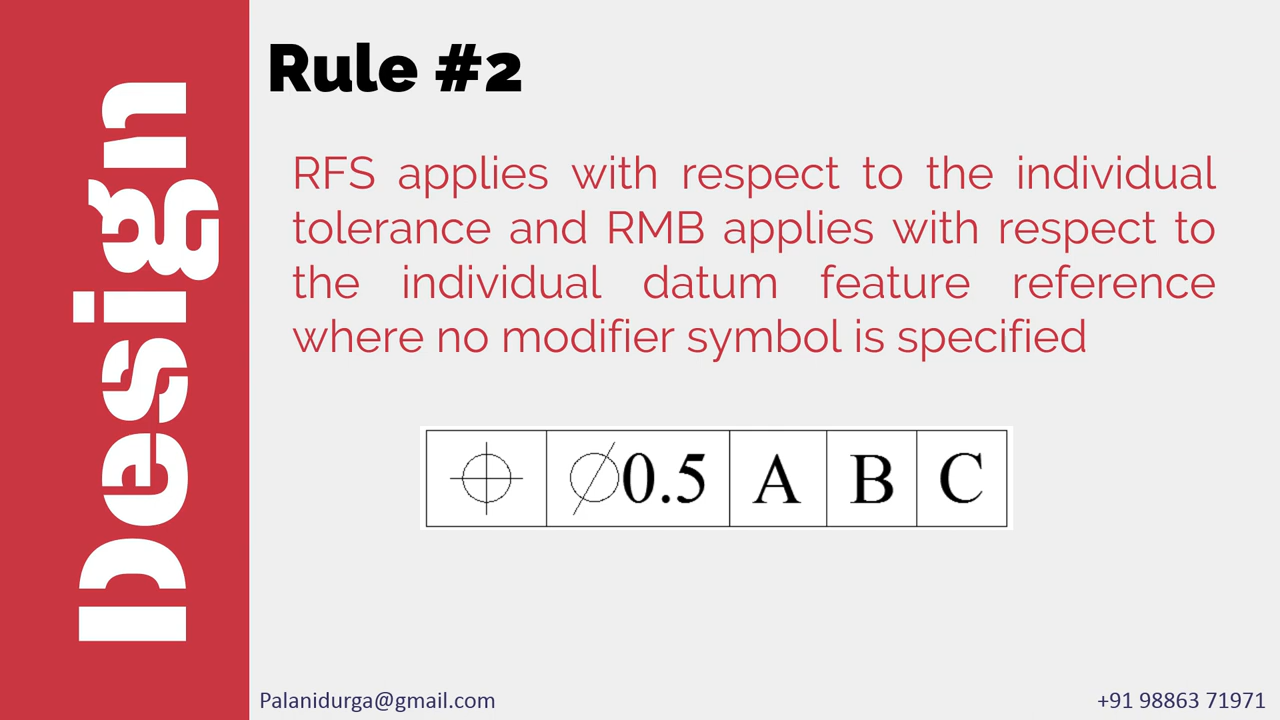 Design
Rule #2
RFS applies with respect to the individual
tolerance and RMB applies with respect to
the individual datum feature reference
where no modifier symbol is specified
⌖ ∅0.5 A B C
Palanidurga@gmail.com
+91 98863 71971